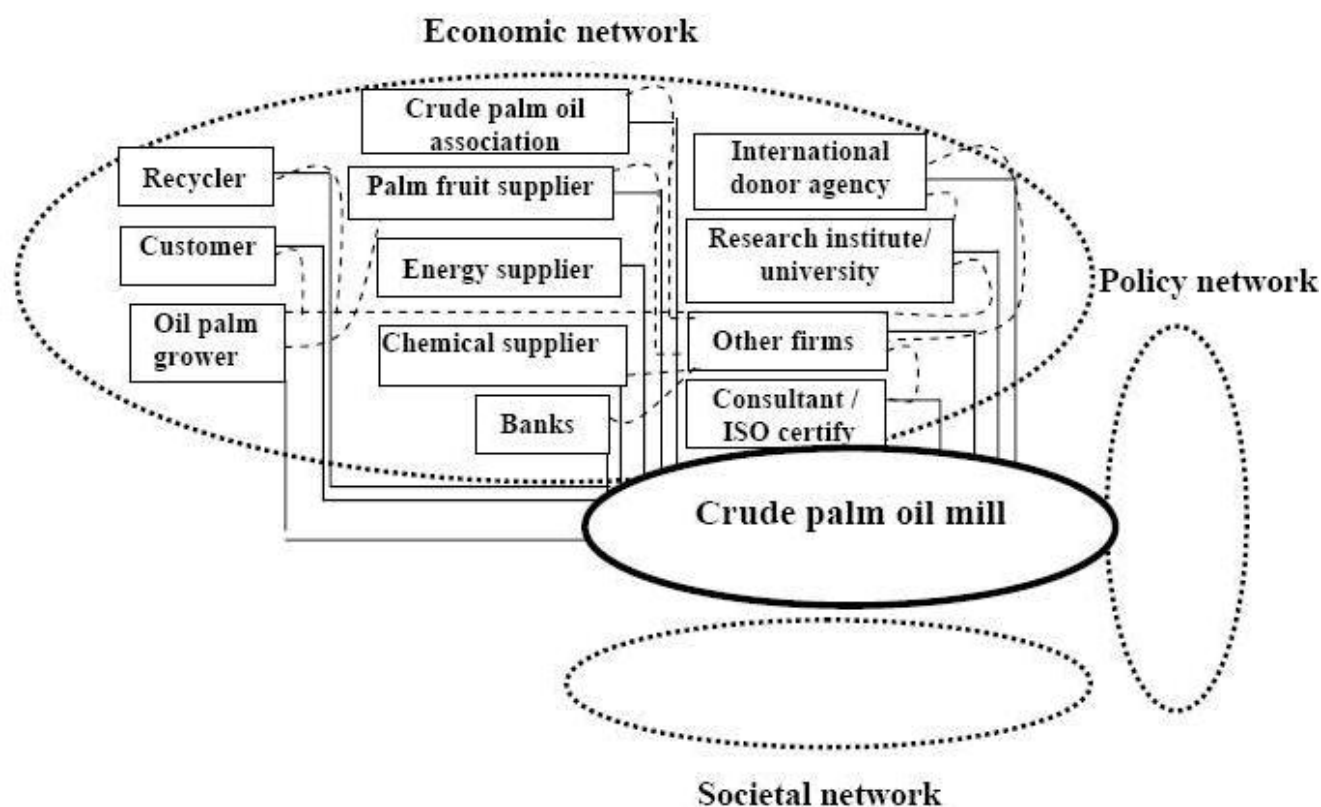 Economic network
Crude palm oil
association
Recycler
Palm fruit supplier
International
donor agency
Customer
Energy supplier
Research institute/
university
Policy network
Oil palm
grower
Chemical supplier
Other firms
Banks
Consultant /
ISO certify
Crude palm oil mill
Societal network